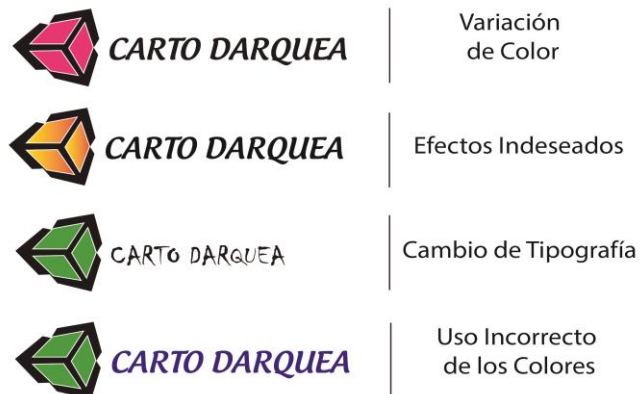 CARTO DARQUEA
Variación
de Color
CARTO DARQUEA
Efectos Indeseados
CARTO DARQUEA
Cambio de Tipografía
CARTO DARQUEA
Uso Incorrecto
de los Colores